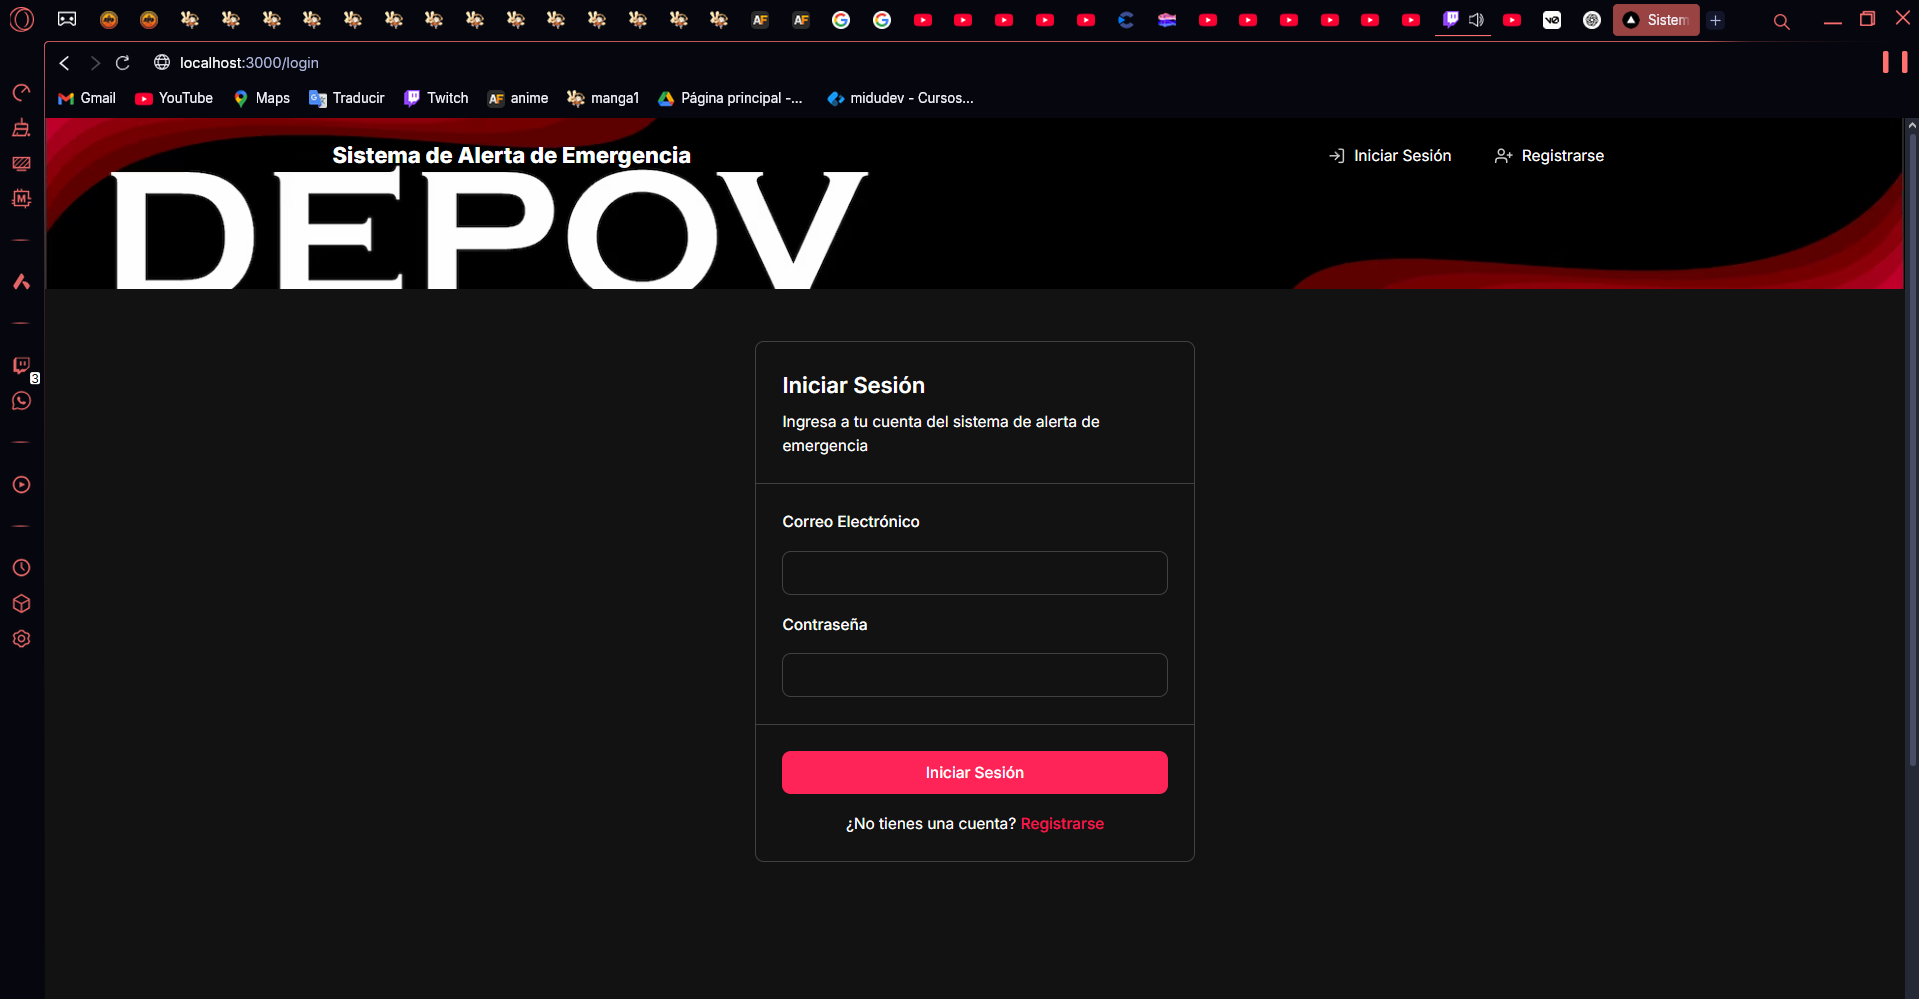 Sistem
localhost:3000/login
Gmail
YouTube
Maps
Traducir
Twitch
AF anime
manga1
Página principal -...
midudev - Cursos...
Sistema de Alerta de Emergencia
Iniciar Sesión
Registrarse
DEPOV
3
Iniciar Sesión
Ingresa a tu cuenta del sistema de alerta de
emergencia
Correo Electrónico
Contraseña
Iniciar Sesión
¿No tienes una cuenta? Registrarse